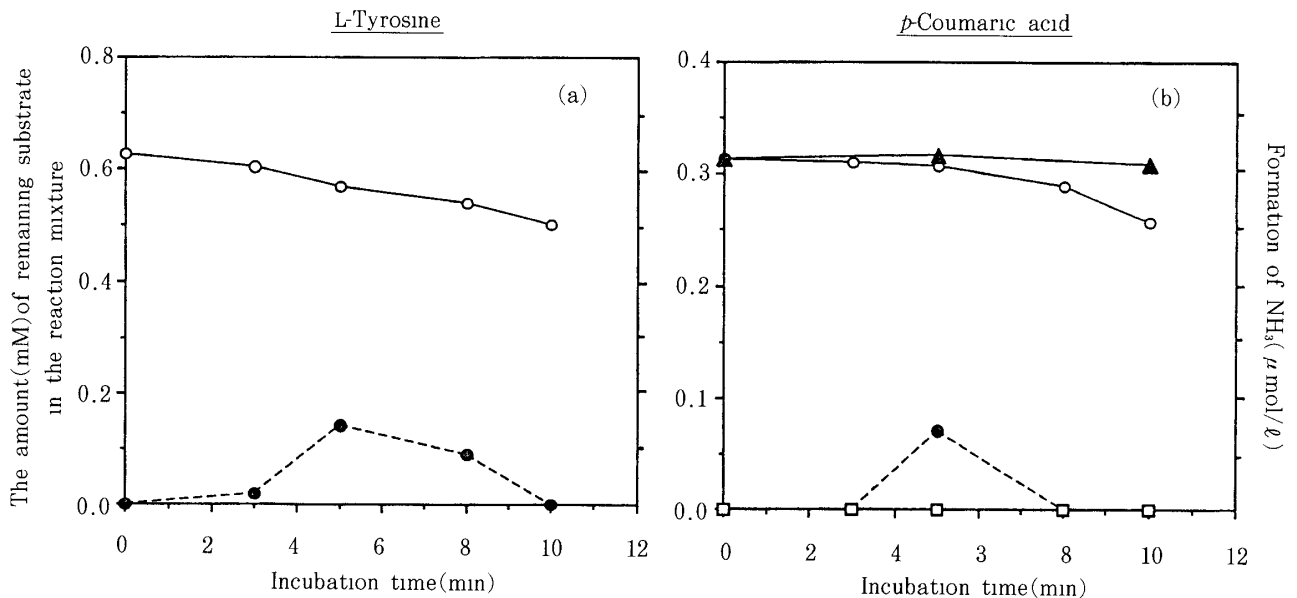 L-Tyrosine
The amount(mM)of remaining substrate
in the reaction mixture
0.8
0.6
0.4
0.2
0.0
(a)
0 2 4 6 8 10 12
Incubation time(min)
p-Coumaric acid
0.4
0.3
0.2
0.1
0.0
(b)
0 2 5 3 8 10 12
Incubation time(min)
Formation of NH₃(μmol/ℓ)